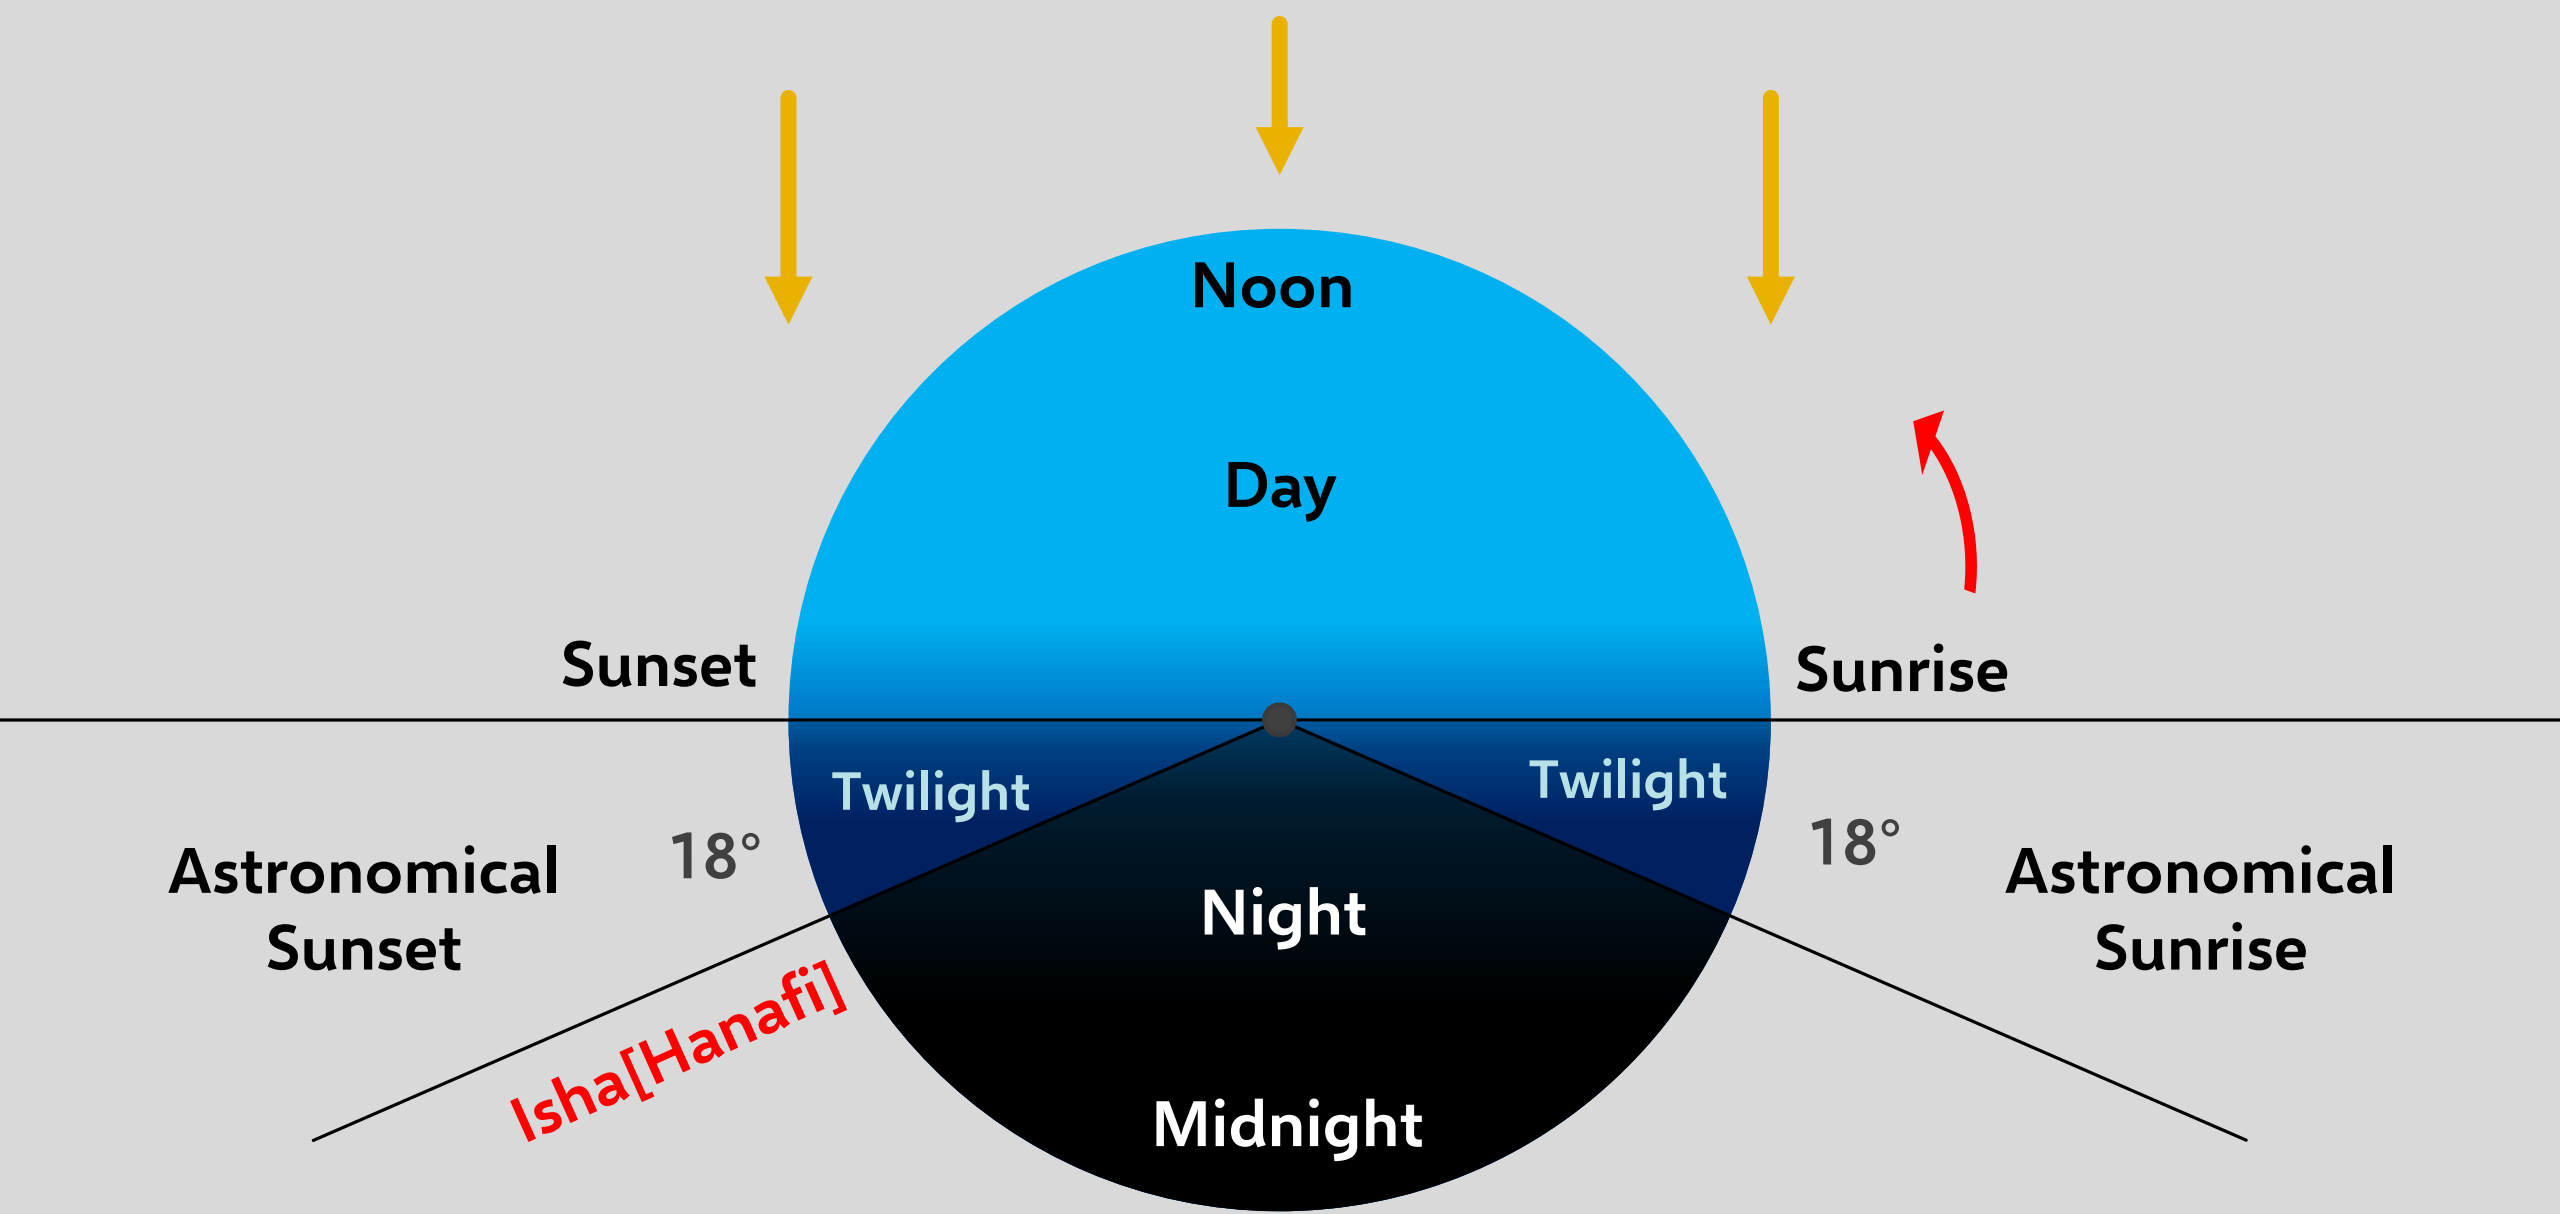 Noon
Day
Sunset
Sunrise
Twilight
Twilight
18°
18°
Astronomical
Sunset
Astronomical
Sunrise
Night
Isha[Hanafi]
Midnight